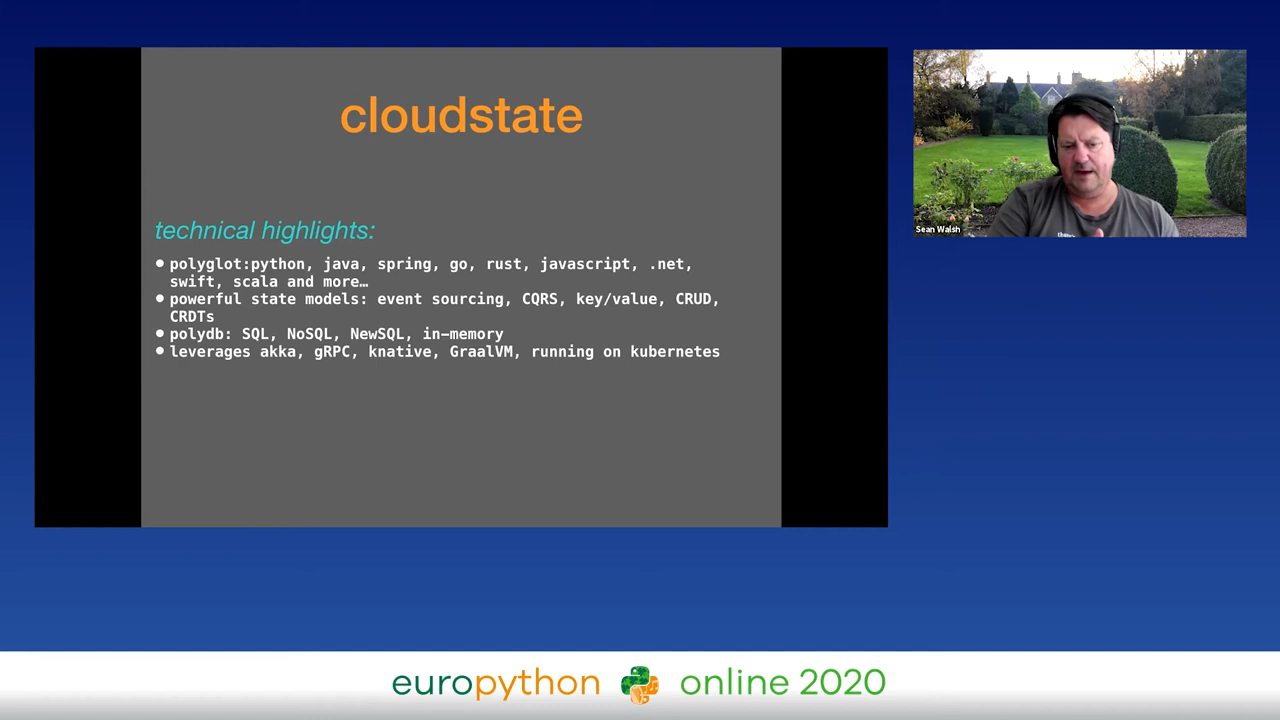 cloudstate
technical highlights:
● polyglot:python, java, spring, go, rust, javascript, .net,
swift, scala and more…
● powerful state models: event sourcing, CQRS, key/value, CRUD,
CRDTs
● polydb: SQL, NoSQL, NewSQL, in-memory
● leverages akka, gRPC, knative, GraalVM, running on kubernetes
Sean Walsh
europython online 2020